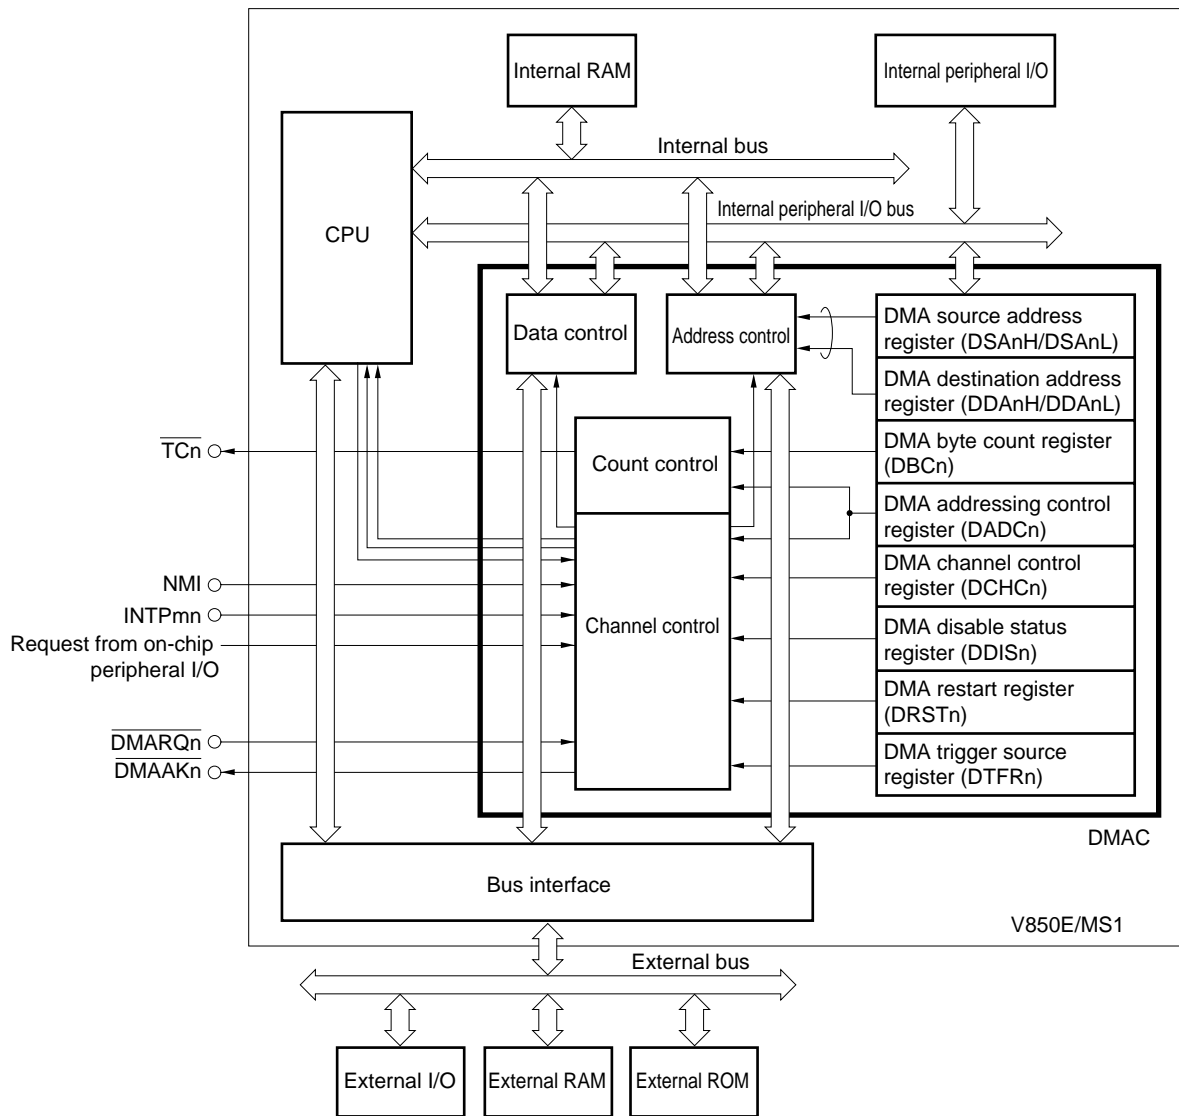 Internal RAM
Internal peripheral I/O
Internal bus
Internal peripheral I/O bus
CPU
Data control
Address control
DMA source address
register (DSAnH/DSAnL)
DMA destination address
register (DDAnH/DDAnL)
TCn
Count control
DMA byte count register
(DBCn)
DMA addressing control
register (DADCn)
NMI
DMA channel control
register (DCHCn)
INTPmn
Channel control
Request from on-chip
peripheral I/O
DMA disable status
register (DDISn)
DMA restart register
(DRSTn)
DMARQn
DMAAKn
DMA trigger source
register (DTFRn)
DMAC
Bus interface
V850E/MS1
External bus
External I/O
External RAM
External ROM